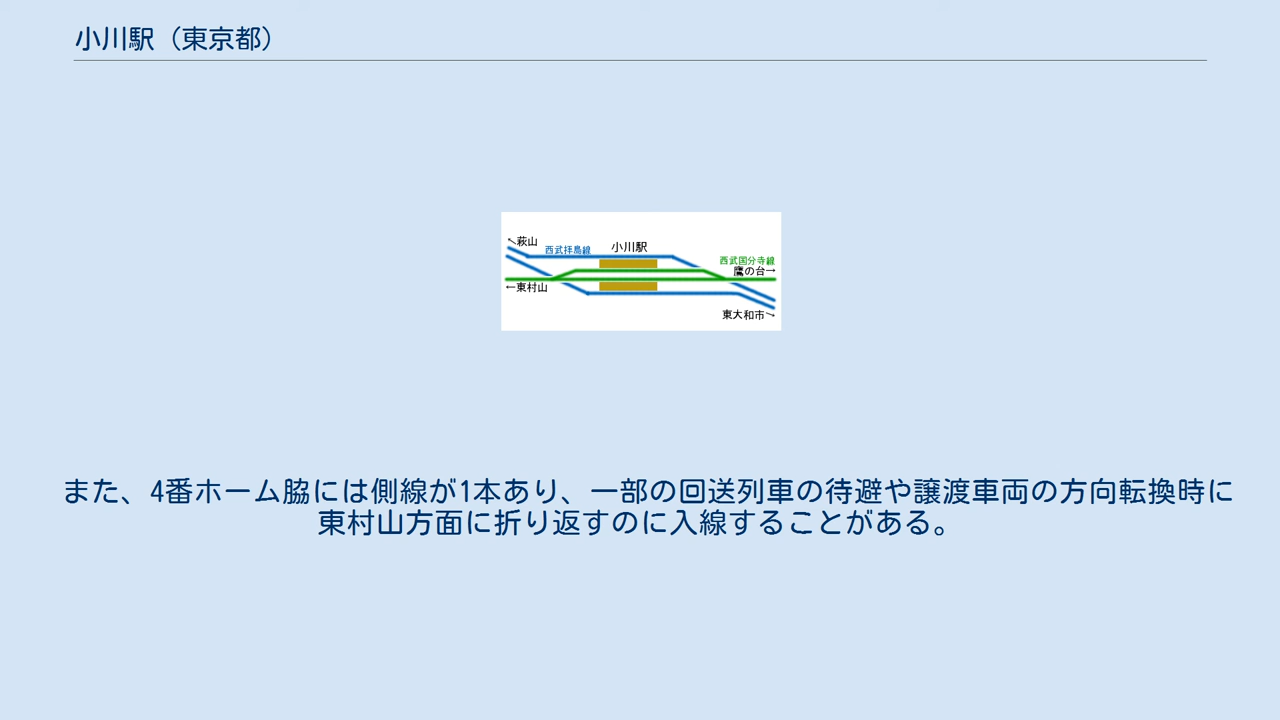 小川駅（東京都）
↖萩山
西武拝島線
小川駅
西武国分寺線
鷹の台→
←東村山
東大和市↘
また、4番ホーム脇には側線が1本あり、一部の回送列車の待避や譲渡車両の方向転換時に
東村山方面に折り返すのに入線することがある。